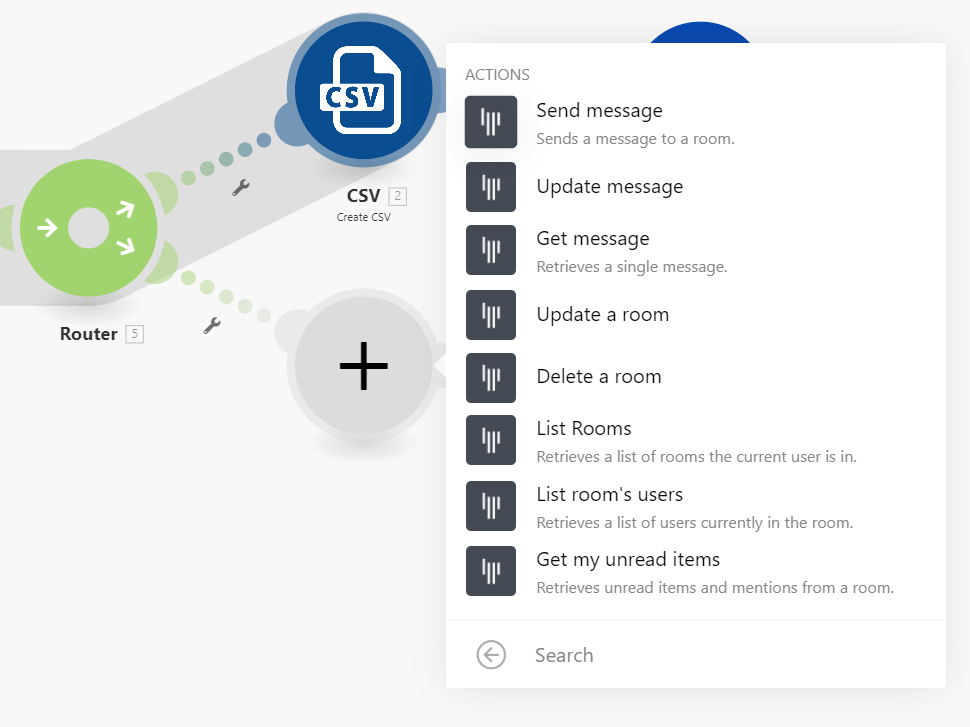 CSV
CSV 2
Create CSV
Router 5
ACTIONS
Send message
Sends a message to a room.
Update message
Get message
Retrieves a single message.
Update a room
Delete a room
List Rooms
Retrieves a list of rooms the current user is in.
List room's users
Retrieves a list of users currently in the room.
Get my unread items
Retrieves unread items and mentions from a room.
Search